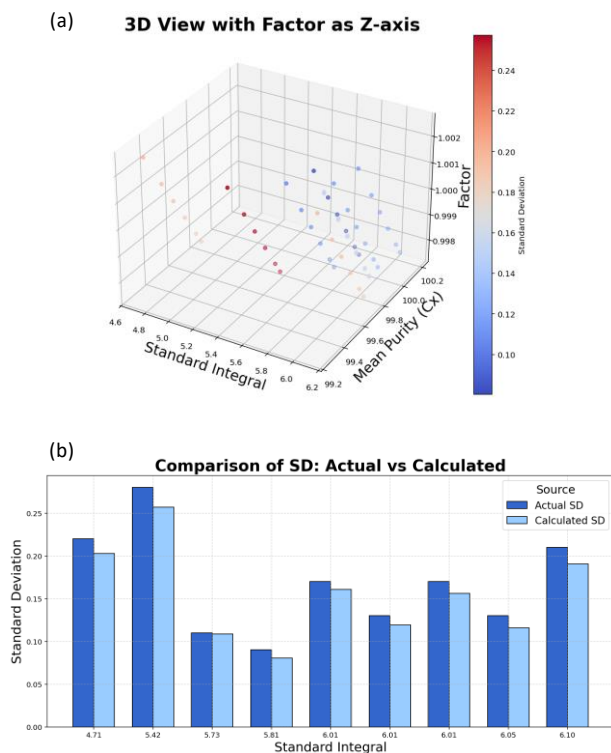 (a)
3D View with Factor as Z-axis
0.24
0.22
0.20
0.18
0.16
0.14
0.12
0.10
Standard Deviation
1.002
1.001
1.000
0.999
0.998
Factor
100.2
100.0
99.8
99.6
99.4
99.2
Mean Purity (Cx)
4.6
4.8
5.0
5.2
5.4
5.6
5.8
6.0
6.2
Standard Integral
(b)
Comparison of SD: Actual vs Calculated
Source
Actual SD
Calculated SD
0.25
0.20
0.15
0.10
0.05
0.00
Standard Deviation
4.71 5.42 5.73 5.81 6.01 6.01 6.01 6.05 6.10
Standard Integral